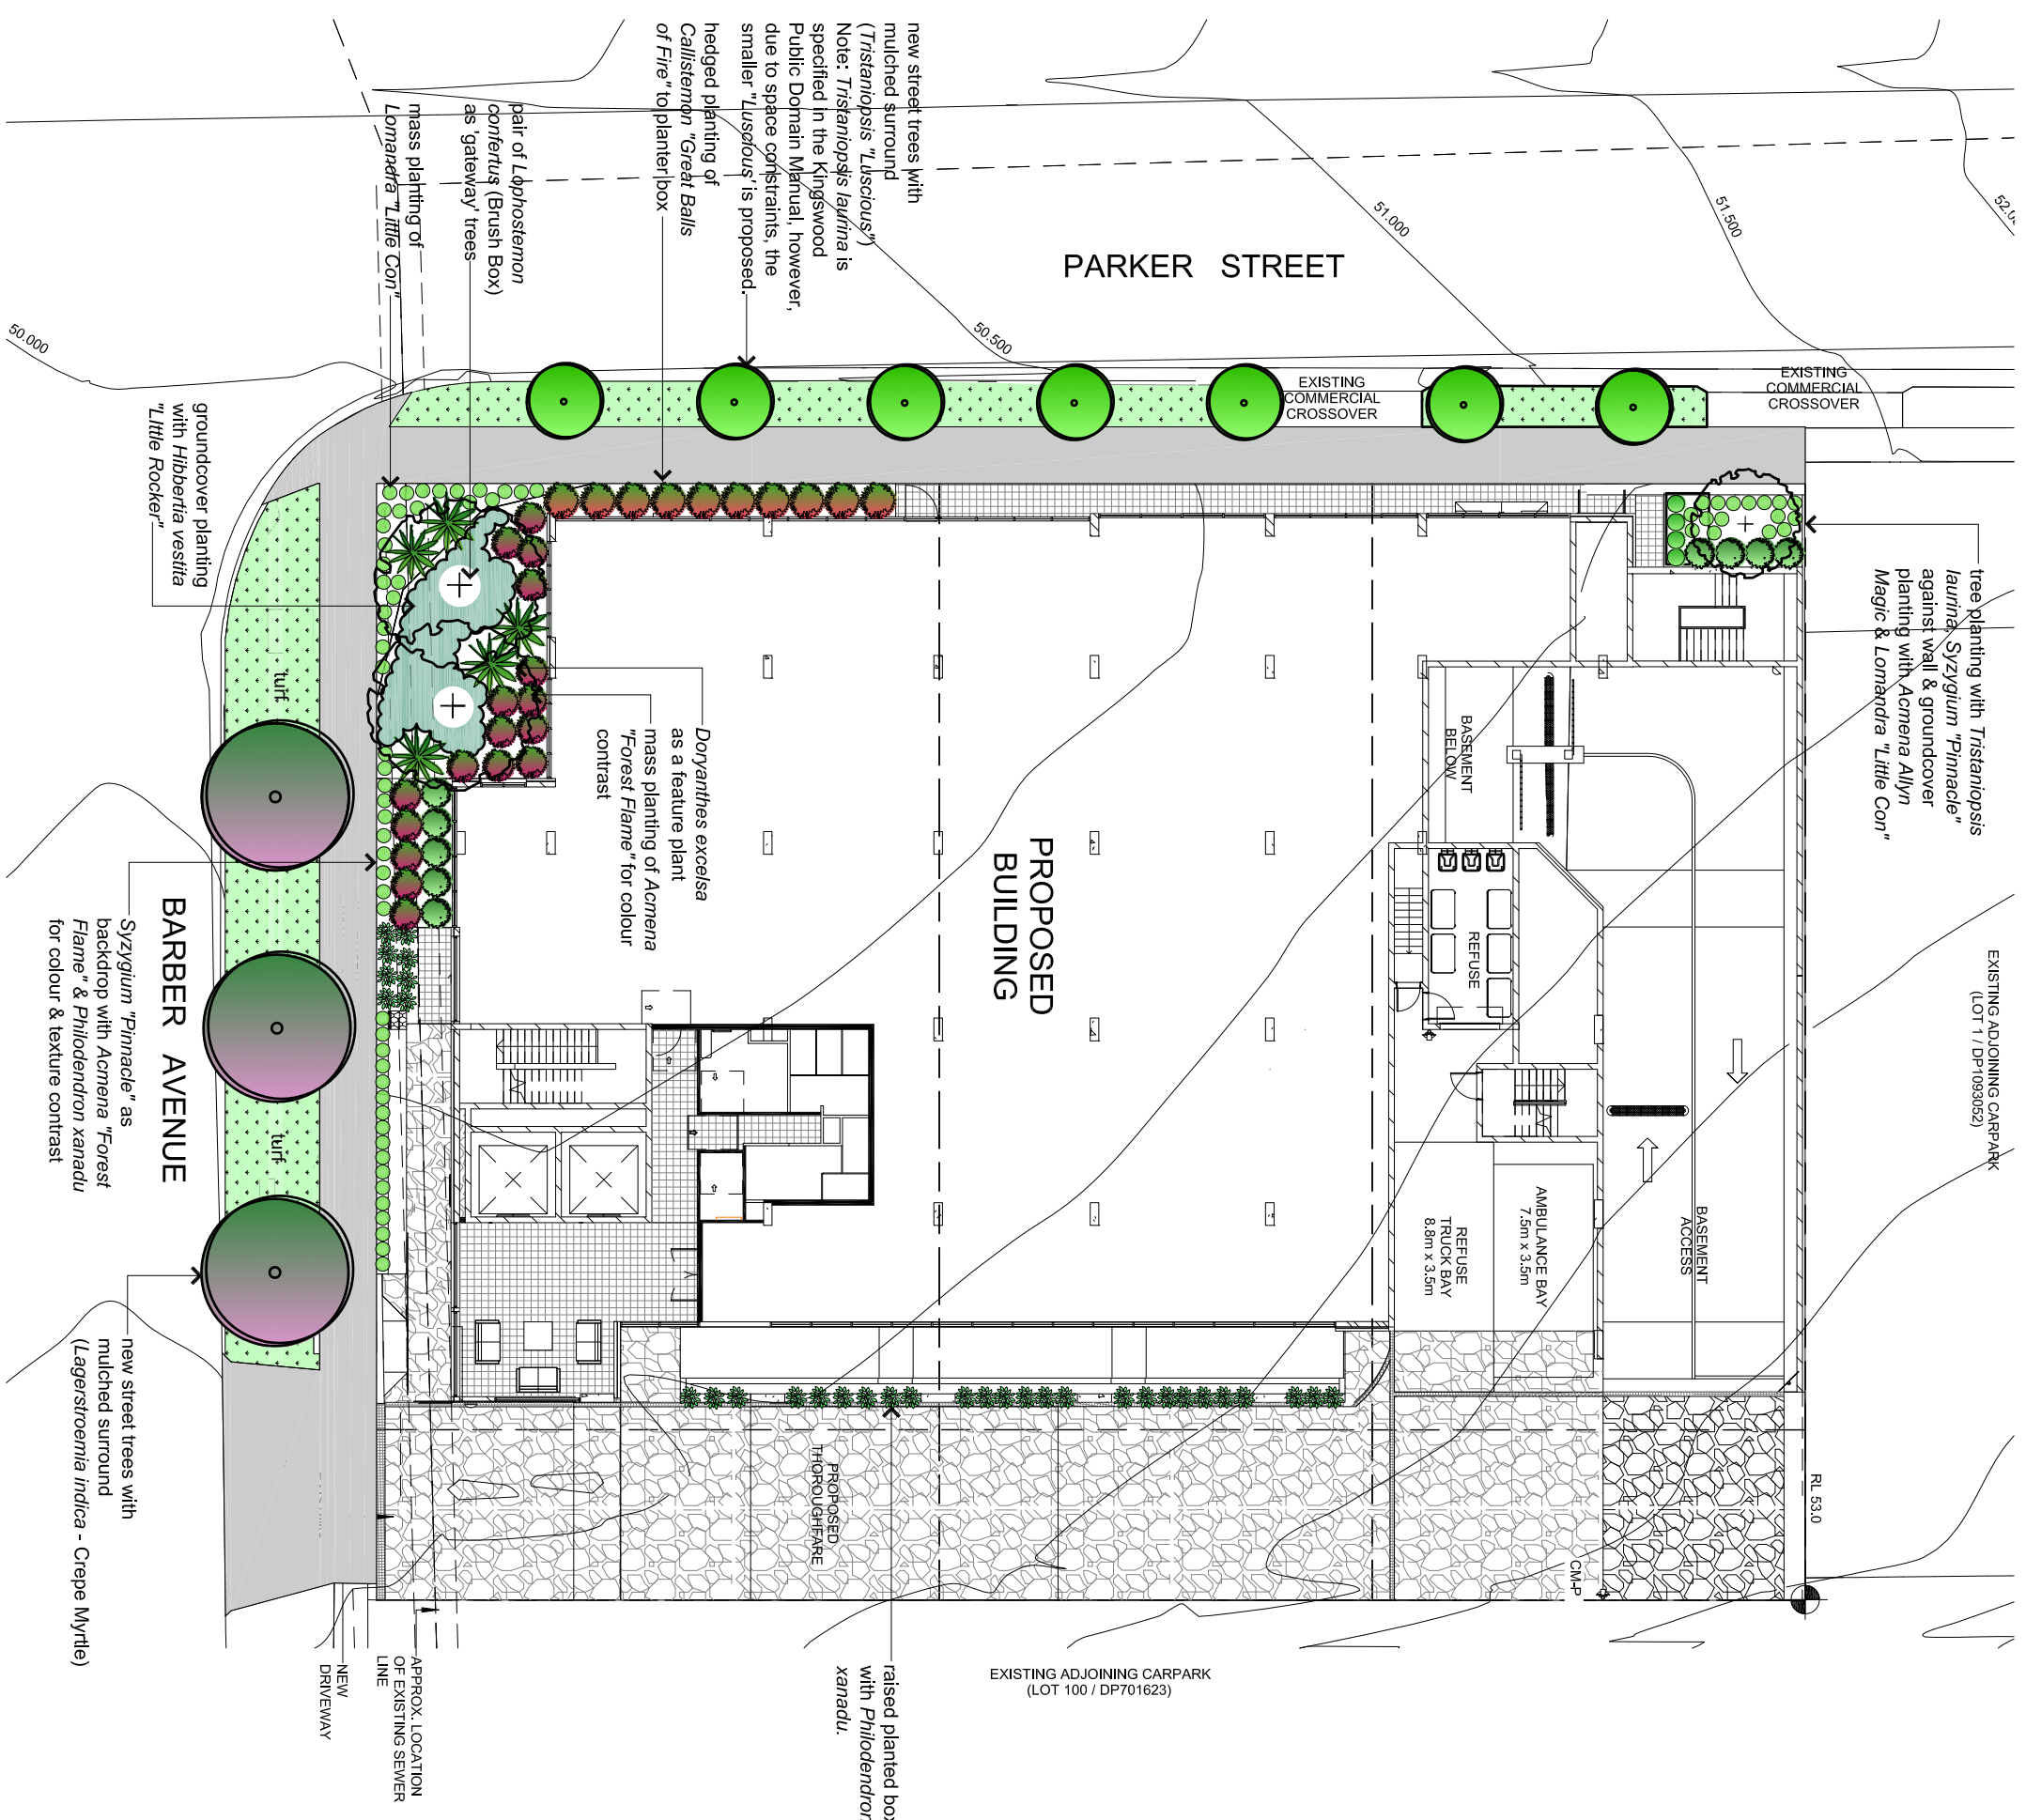 new street trees with
mulched surround
(Tristaniopsis "Luscious")
Note: Tristaniopsis laurina is
specified in the Kingswood
Public Domain Manual, however,
due to space constraints, the
smaller "Luscious' is proposed.
hedged planting of
Callistemon "Great Balls
of Fire" to planter box
pair of Lophostemon
confertus (Brush Box)
as 'gateway' trees
mass planting of
Lomandra "Little Con"
groundcover planting
with Hibbertia vestita
"LIttle Rocker"
PARKER STREET
50.000
50.500
51.000
51.500
EXISTING
COMMERCIAL
CROSSOVER
EXISTING
COMMERCIAL
CROSSOVER
tree planting with Tristaniopsis
laurina, Syzygium "Pinnacle"
against wall & groundcover
planting with Acmena Allyn
Magic & Lomandra "Little Con"
Doryanthes excelsa
as a feature plant
mass planting of Acmena
"Forest Flame" for colour
contrast
PROPOSED
BUILDING
BASEMENT
BELOW
REFUSE
AMBULANCE BAY
7.5m x 3.5m
REFUSE
TRUCK BAY
8.8m x 3.5m
BASEMENT
ACCESS
EXISTING ADJOINING CARPARK
(LOT 1 / DP1093052)
turf
turf
BARBER AVENUE
Syzygium "Pinnacle" as
backdrop with Acmena "Forest
Flame" & Philodendron xanadu
for colour & texture contrast
new street trees with
mulched surround
(Lagerstroemia indica - Crepe Myrtle)
PROPOSED
THOROUGHFARE
RL 53.0
CM-P
NEW
DRIVEWAY
APPROX. LOCATION
OF EXISTING SEWER
LINE
raised planted box
with Philodendron
xanadu.
EXISTING ADJOINING CARPARK
(LOT 100 / DP701623)